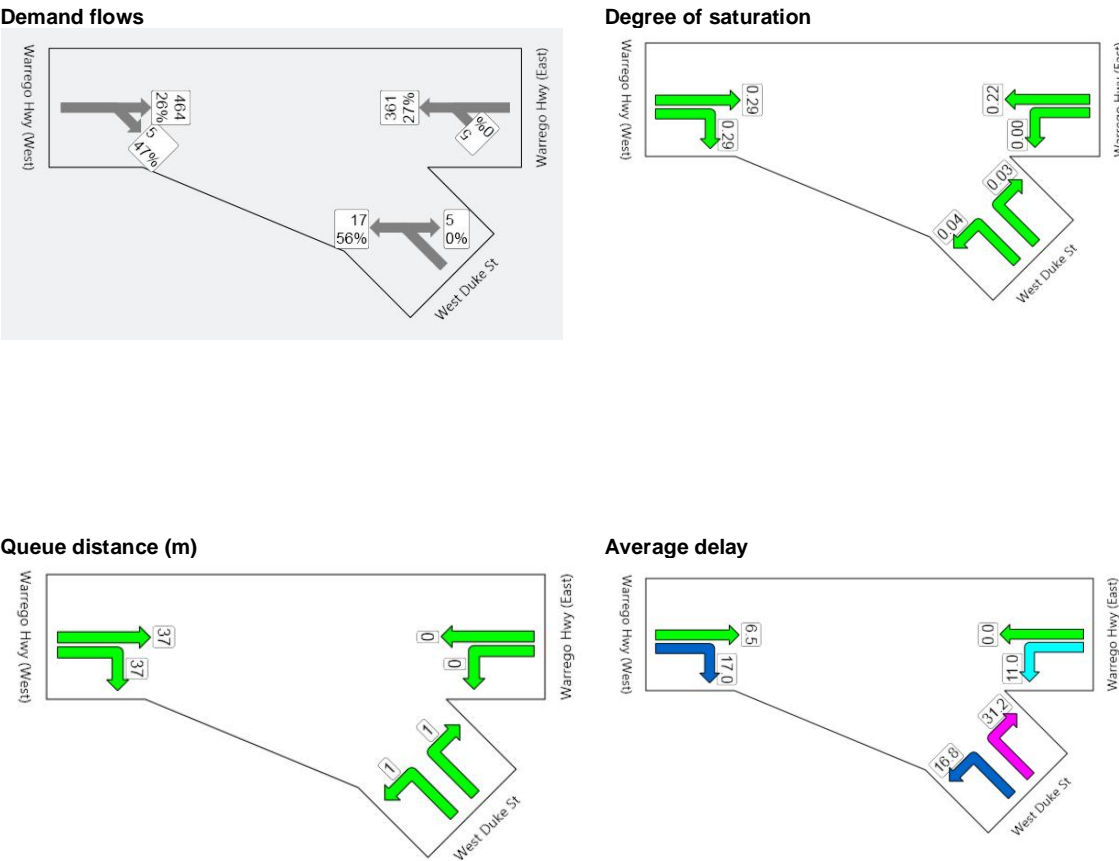 Demand flows
Warrego Hwy (West)
464
26%
5
47%
361
27%
5
0%
Warrego Hwy (East)
17
56%
5
0%
West Duke St
Degree of saturation
Warrego Hwy (West)
0.29
0.29
0.22
0.00
Warrego Hwy (East)
0.03
0.04
West Duke St
Queue distance (m)
Warrego Hwy (West)
37
37
0
0
Warrego Hwy (East)
1
1
West Duke St
Average delay
Warrego Hwy (West)
6.5
17.0
0.0
11.0
Warrego Hwy (East)
31.2
16.8
West Duke St